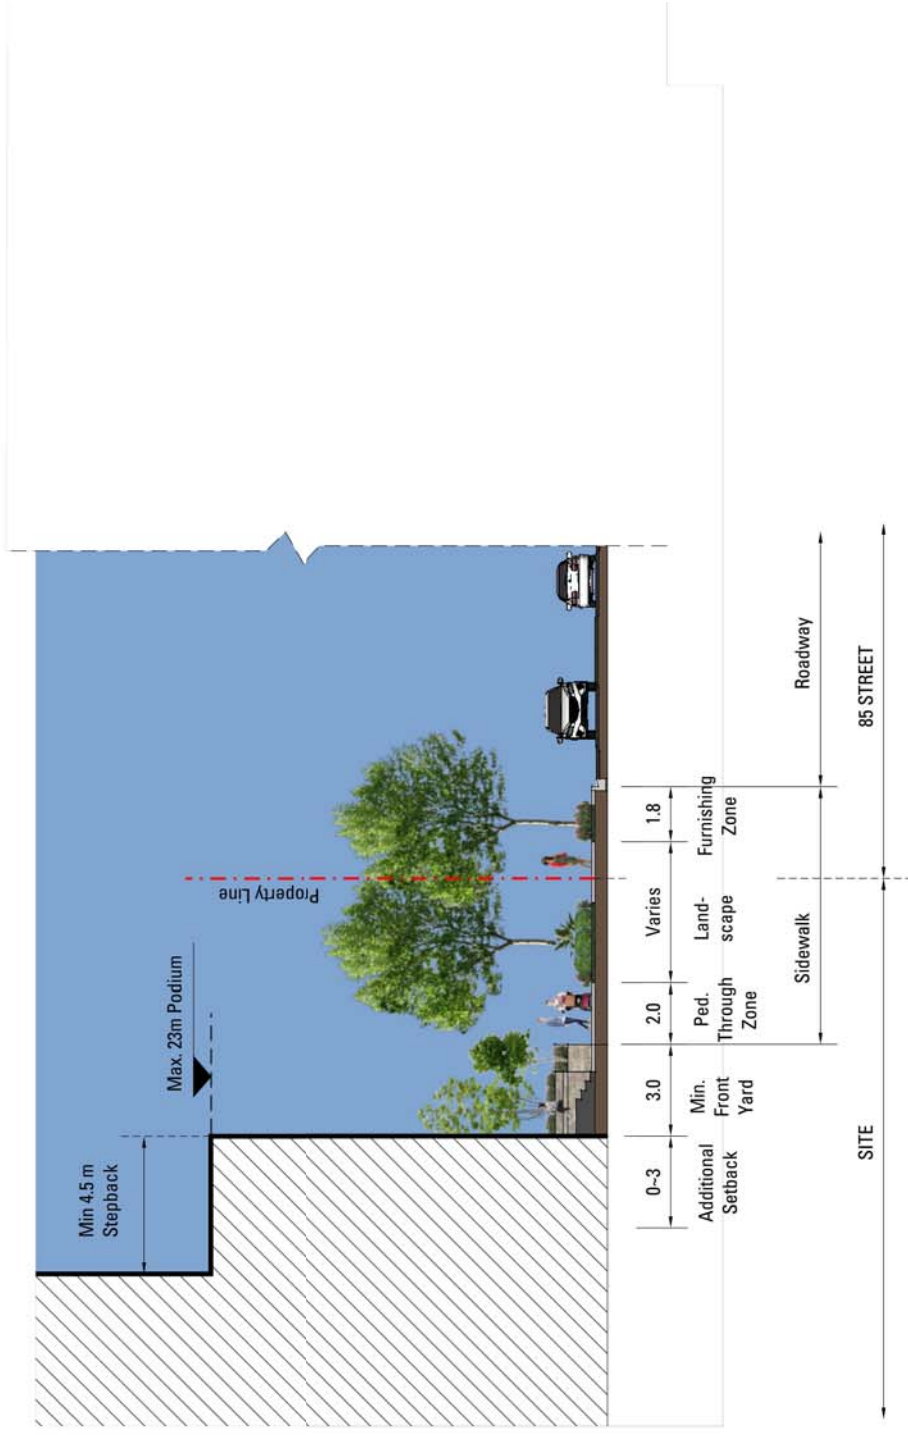 Min 4.5 m
Stepback
Max. 23m Podium
Property Line
0~3
3.0
2.0
Varies
1.8
Additional
Setback
Min.
Front
Yard
Ped.
Through
Zone
Land-
scape
Furnishing
Zone
Sidewalk
Roadway
SITE
85 STREET